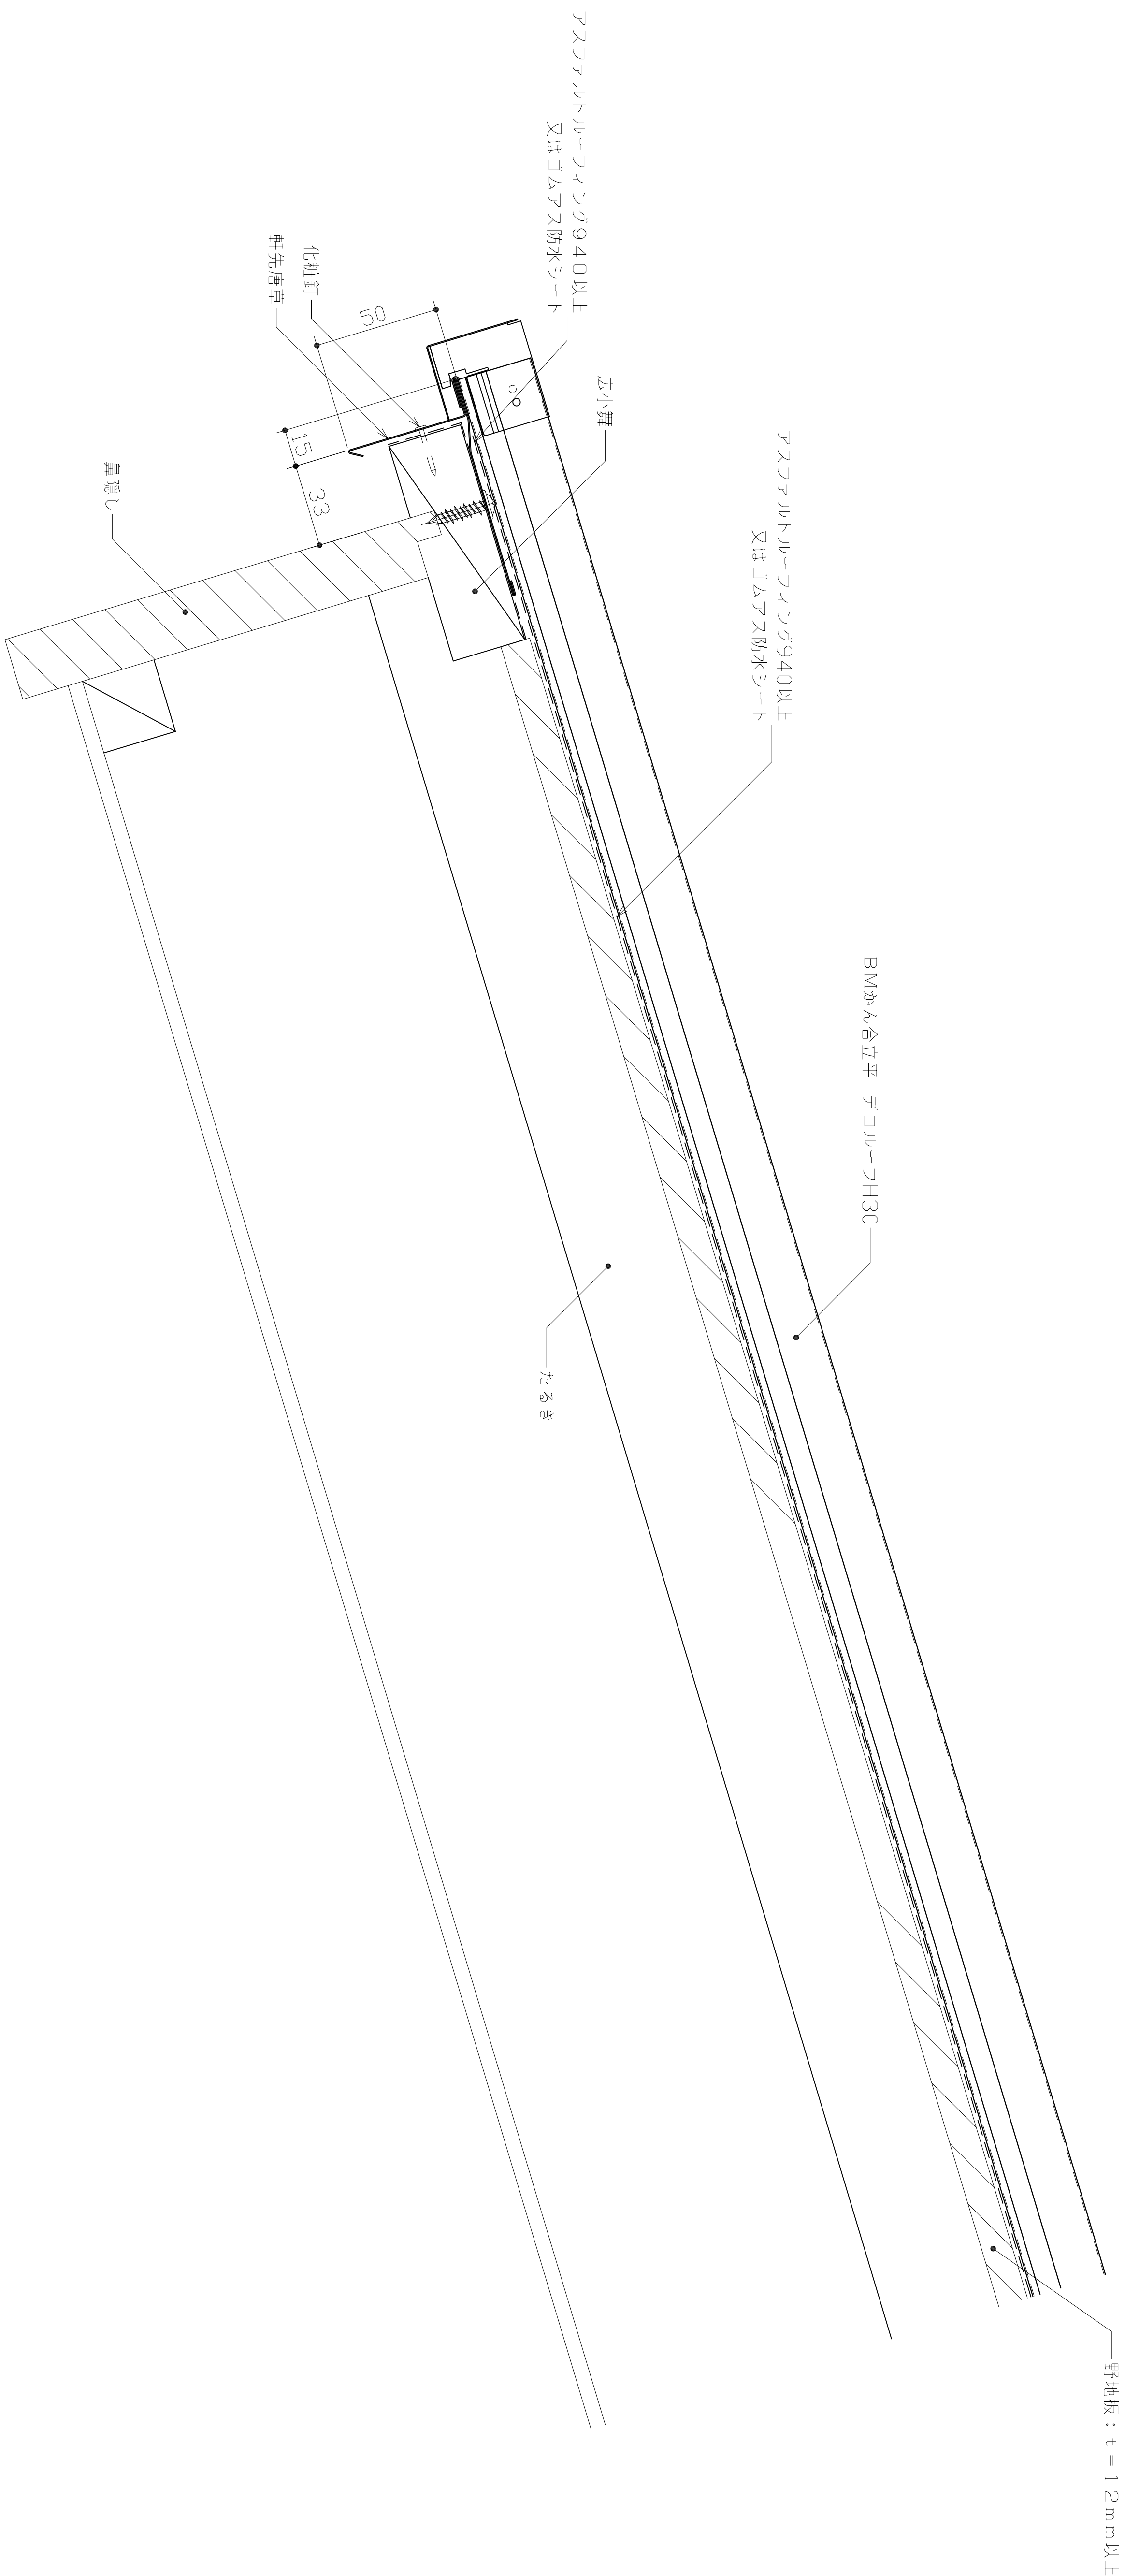 アスファルトルーフィング940以上
又はゴムアス防水シート
広小舞
化粧釘
軒先唐草
50
15
33
鼻隠し
アスファルトルーフィング940以上
又はゴムアス防水シート
BMかん合立平 デコルーフH30
たるき
野地板：t＝12mm以上